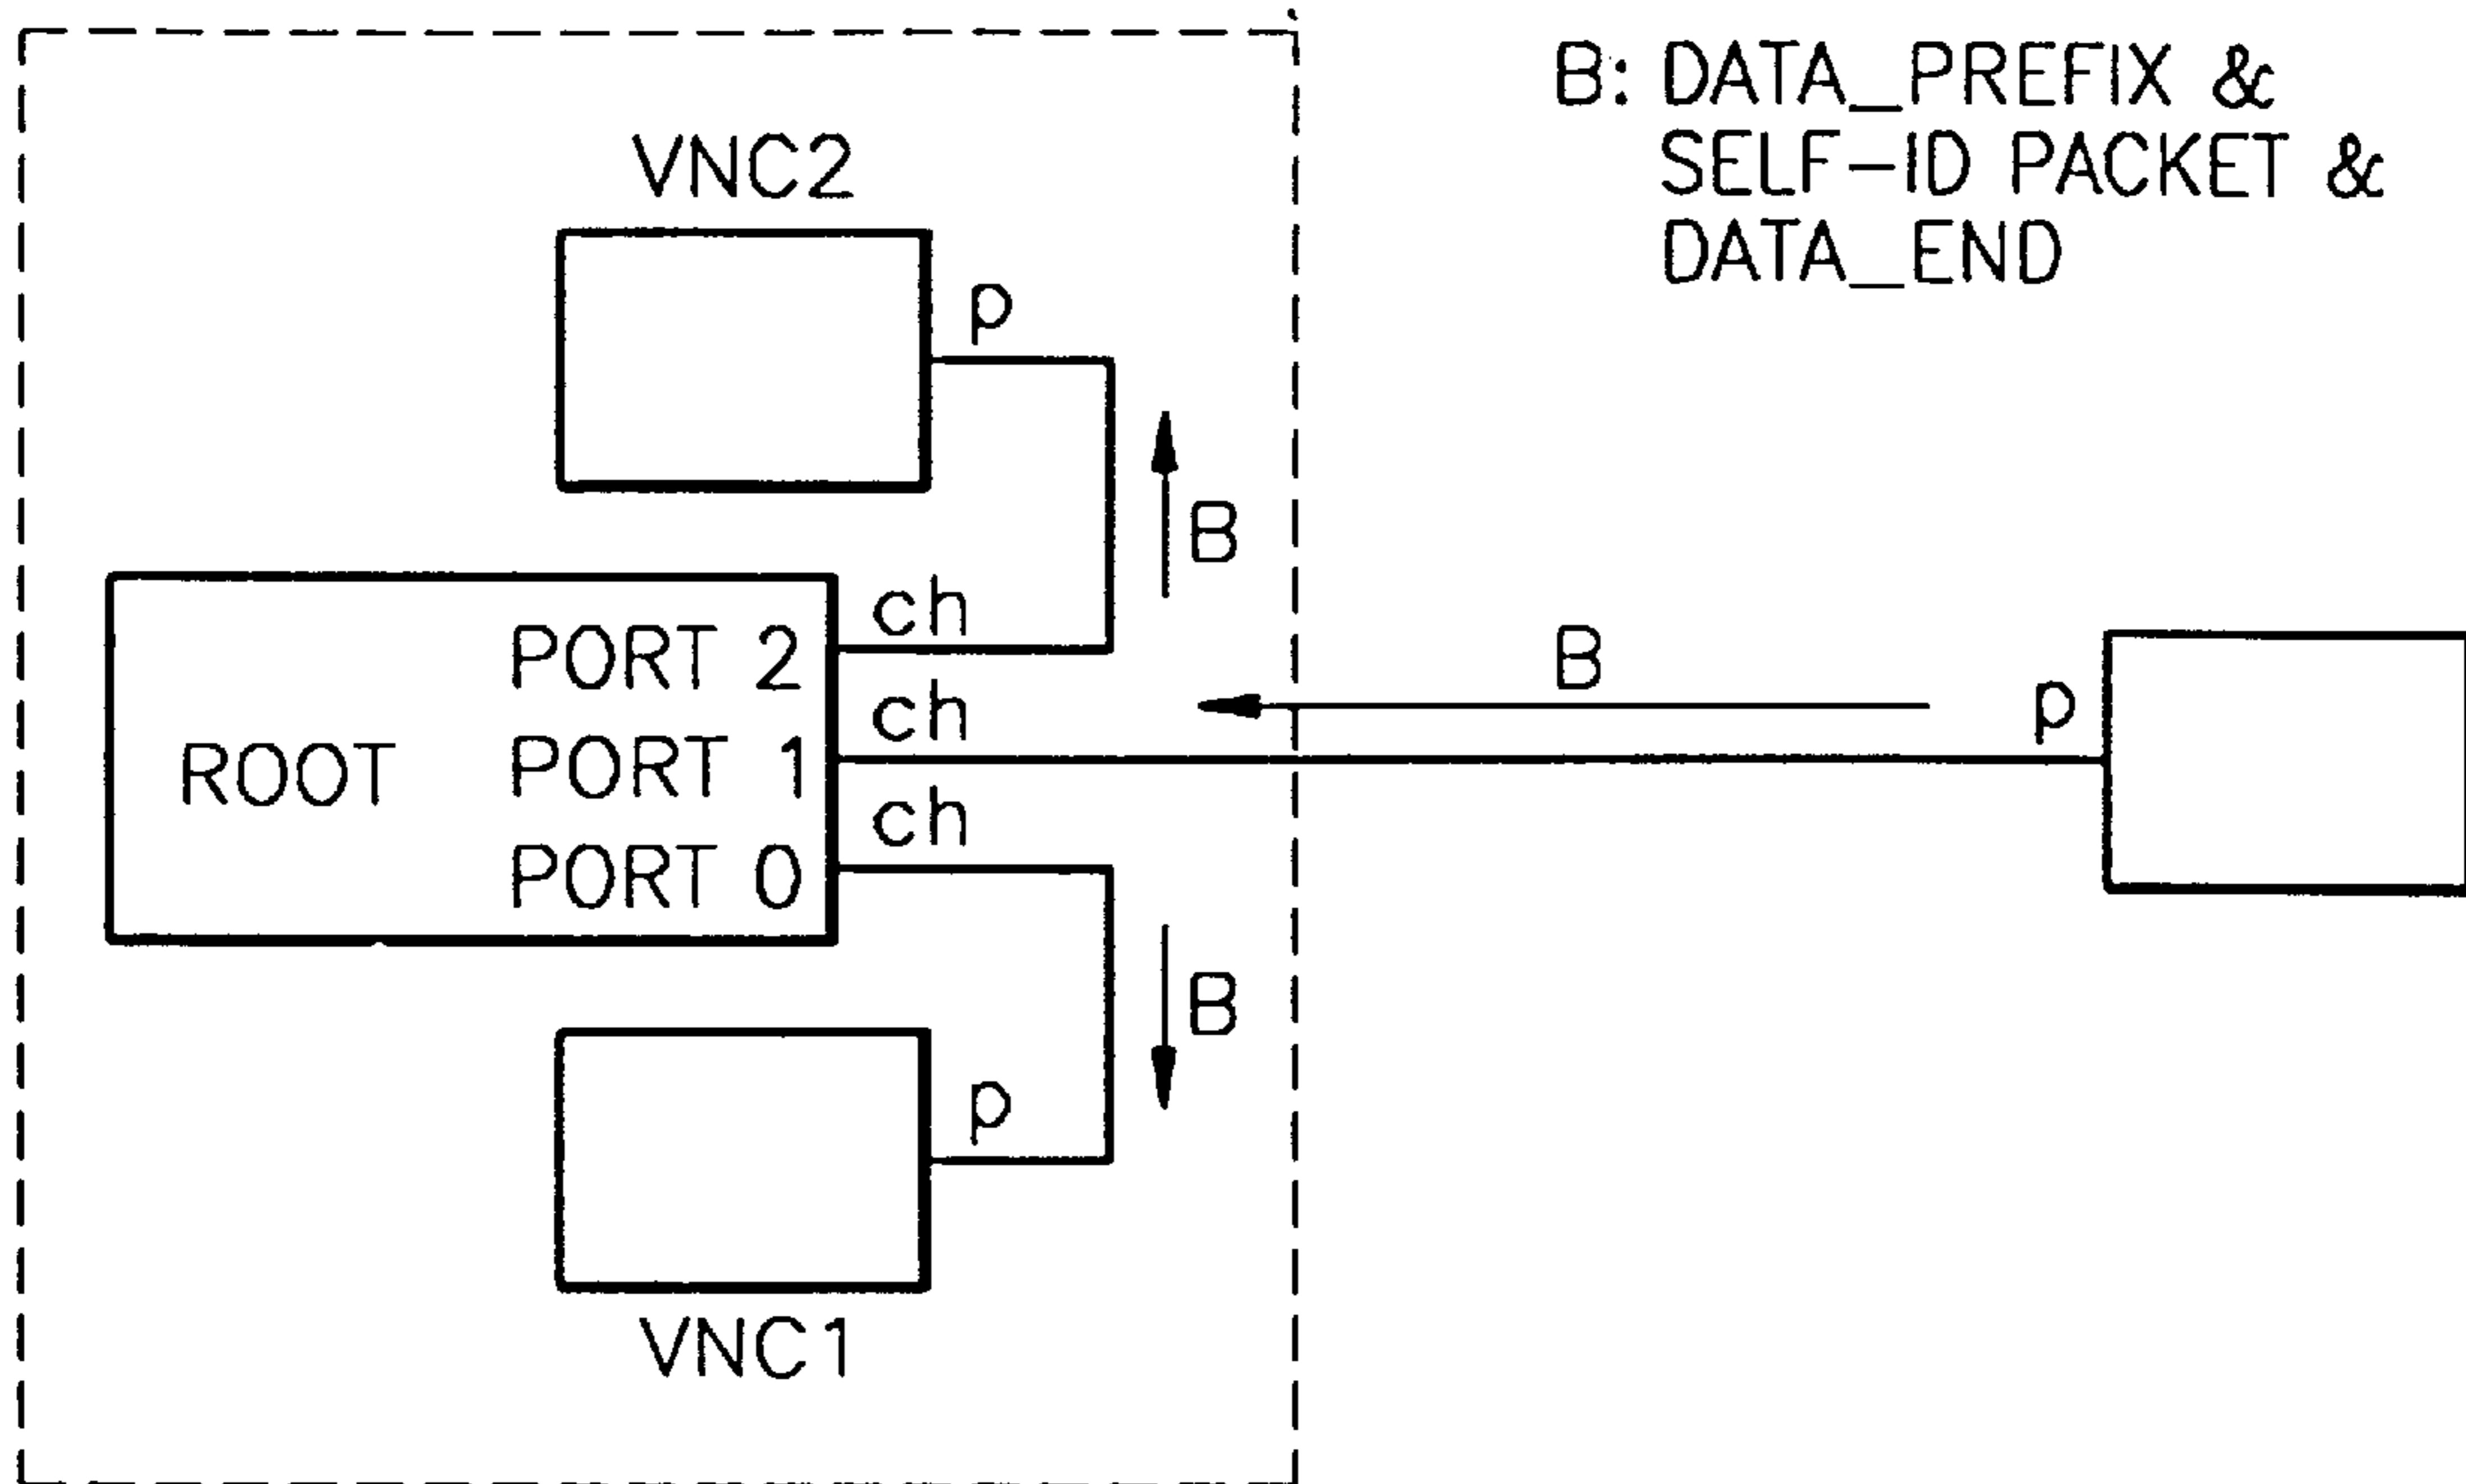 B: DATA_PREFIX &
SELF-ID PACKET &
DATA_END
VNC2
p
B
ch
PORT 2
B
p
ch
ROOT
PORT 1
ch
PORT 0
B
p
VNC1